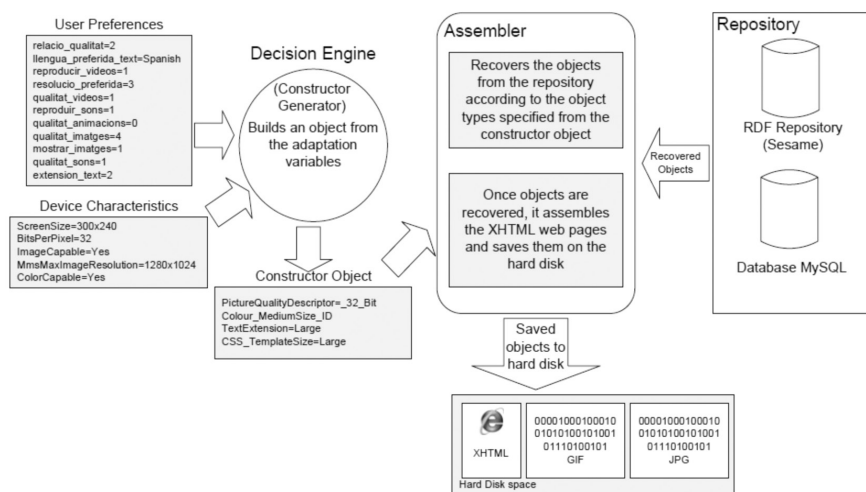 User Preferences
relacio_qualitat=2
llengua_preferida_text=Spanish
reproducir_videos=1
resolucio_preferida=3
qualitat_videos=1
reproduir_sons=1
qualitat_animacions=0
qualitat_imatges=4
mostrar_imatges=1
qualitat_sons=1
extension_text=2
Device Characteristics
ScreenSize=300x240
BitsPerPixel=32
ImageCapable=Yes
MmsMaxImageResolution=1280x1024
ColorCapable=Yes
Decision Engine
(Constructor
Generator)
Builds an object from
the adaptation
variables
Constructor Object
PictureQualityDescriptor=_32_Bit
Colour_MediumSize_ID
TextExtension=Large
CSS_TemplateSize=Large
Assembler
Recovers the objects
from the repository
according to the object
types specified from the
constructor object
Once objects are
recovered, it assembles
the XHTML web pages
and saves them on the
hard disk
Recovered
Objects
Repository
RDF Repository
(Sesame)
Database MySQL
Saved
objects to
hard disk
XHTML
00001000100010
01010100101001
01110100101
GIF
00001000100010
01010100101001
01110100101
JPG
Hard Disk space